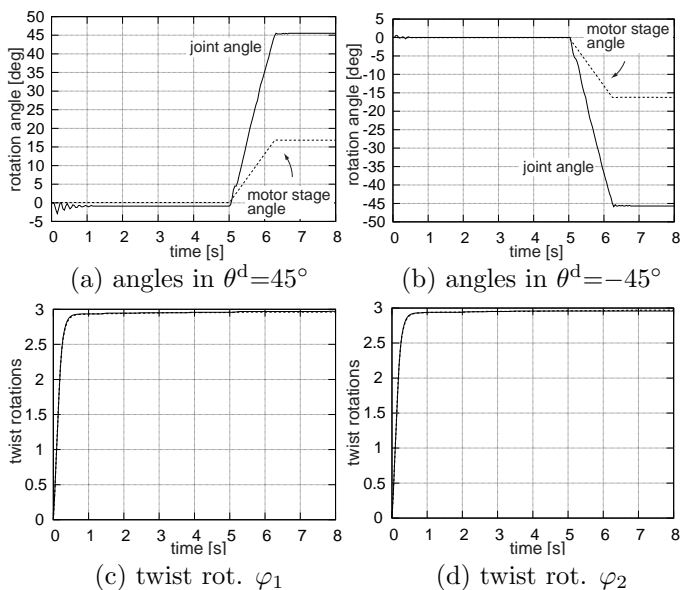 50
45
40
35
30
25
20
15
10
5
0
-5
rotation angle [deg]
joint angle
motor stage
angle
0 1 2 3 4 5 6 7 8
time [s]
(a) angles in θᵈ=45°
5
0
-5
-10
-15
-20
-25
-30
-35
-40
-45
-50
rotation angle [deg]
motor stage
angle
joint angle
0 1 2 3 4 5 6 7 8
time [s]
(b) angles in θᵈ=−45°
3
2.5
2
1.5
1
0.5
0
twist rotations
0 1 2 3 4 5 6 7 8
time [s]
(c) twist rot. φ₁
3
2.5
2
1.5
1
0.5
0
twist rotations
0 1 2 3 4 5 6 7 8
time [s]
(d) twist rot. φ₂